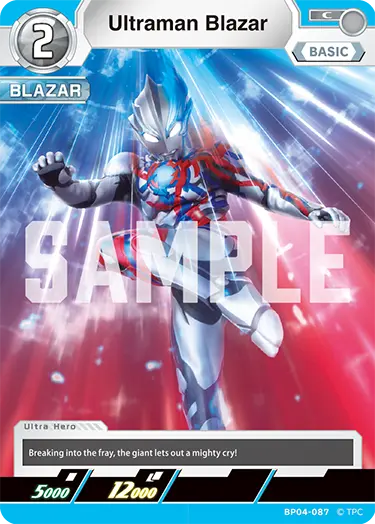 2
Ultraman Blazar
C
BASIC
BLAZAR
SAMPLE
Ultra Hero
Breaking into the fray, the giant lets out a mighty cry!
5000
12000
BP04-087 © TPC